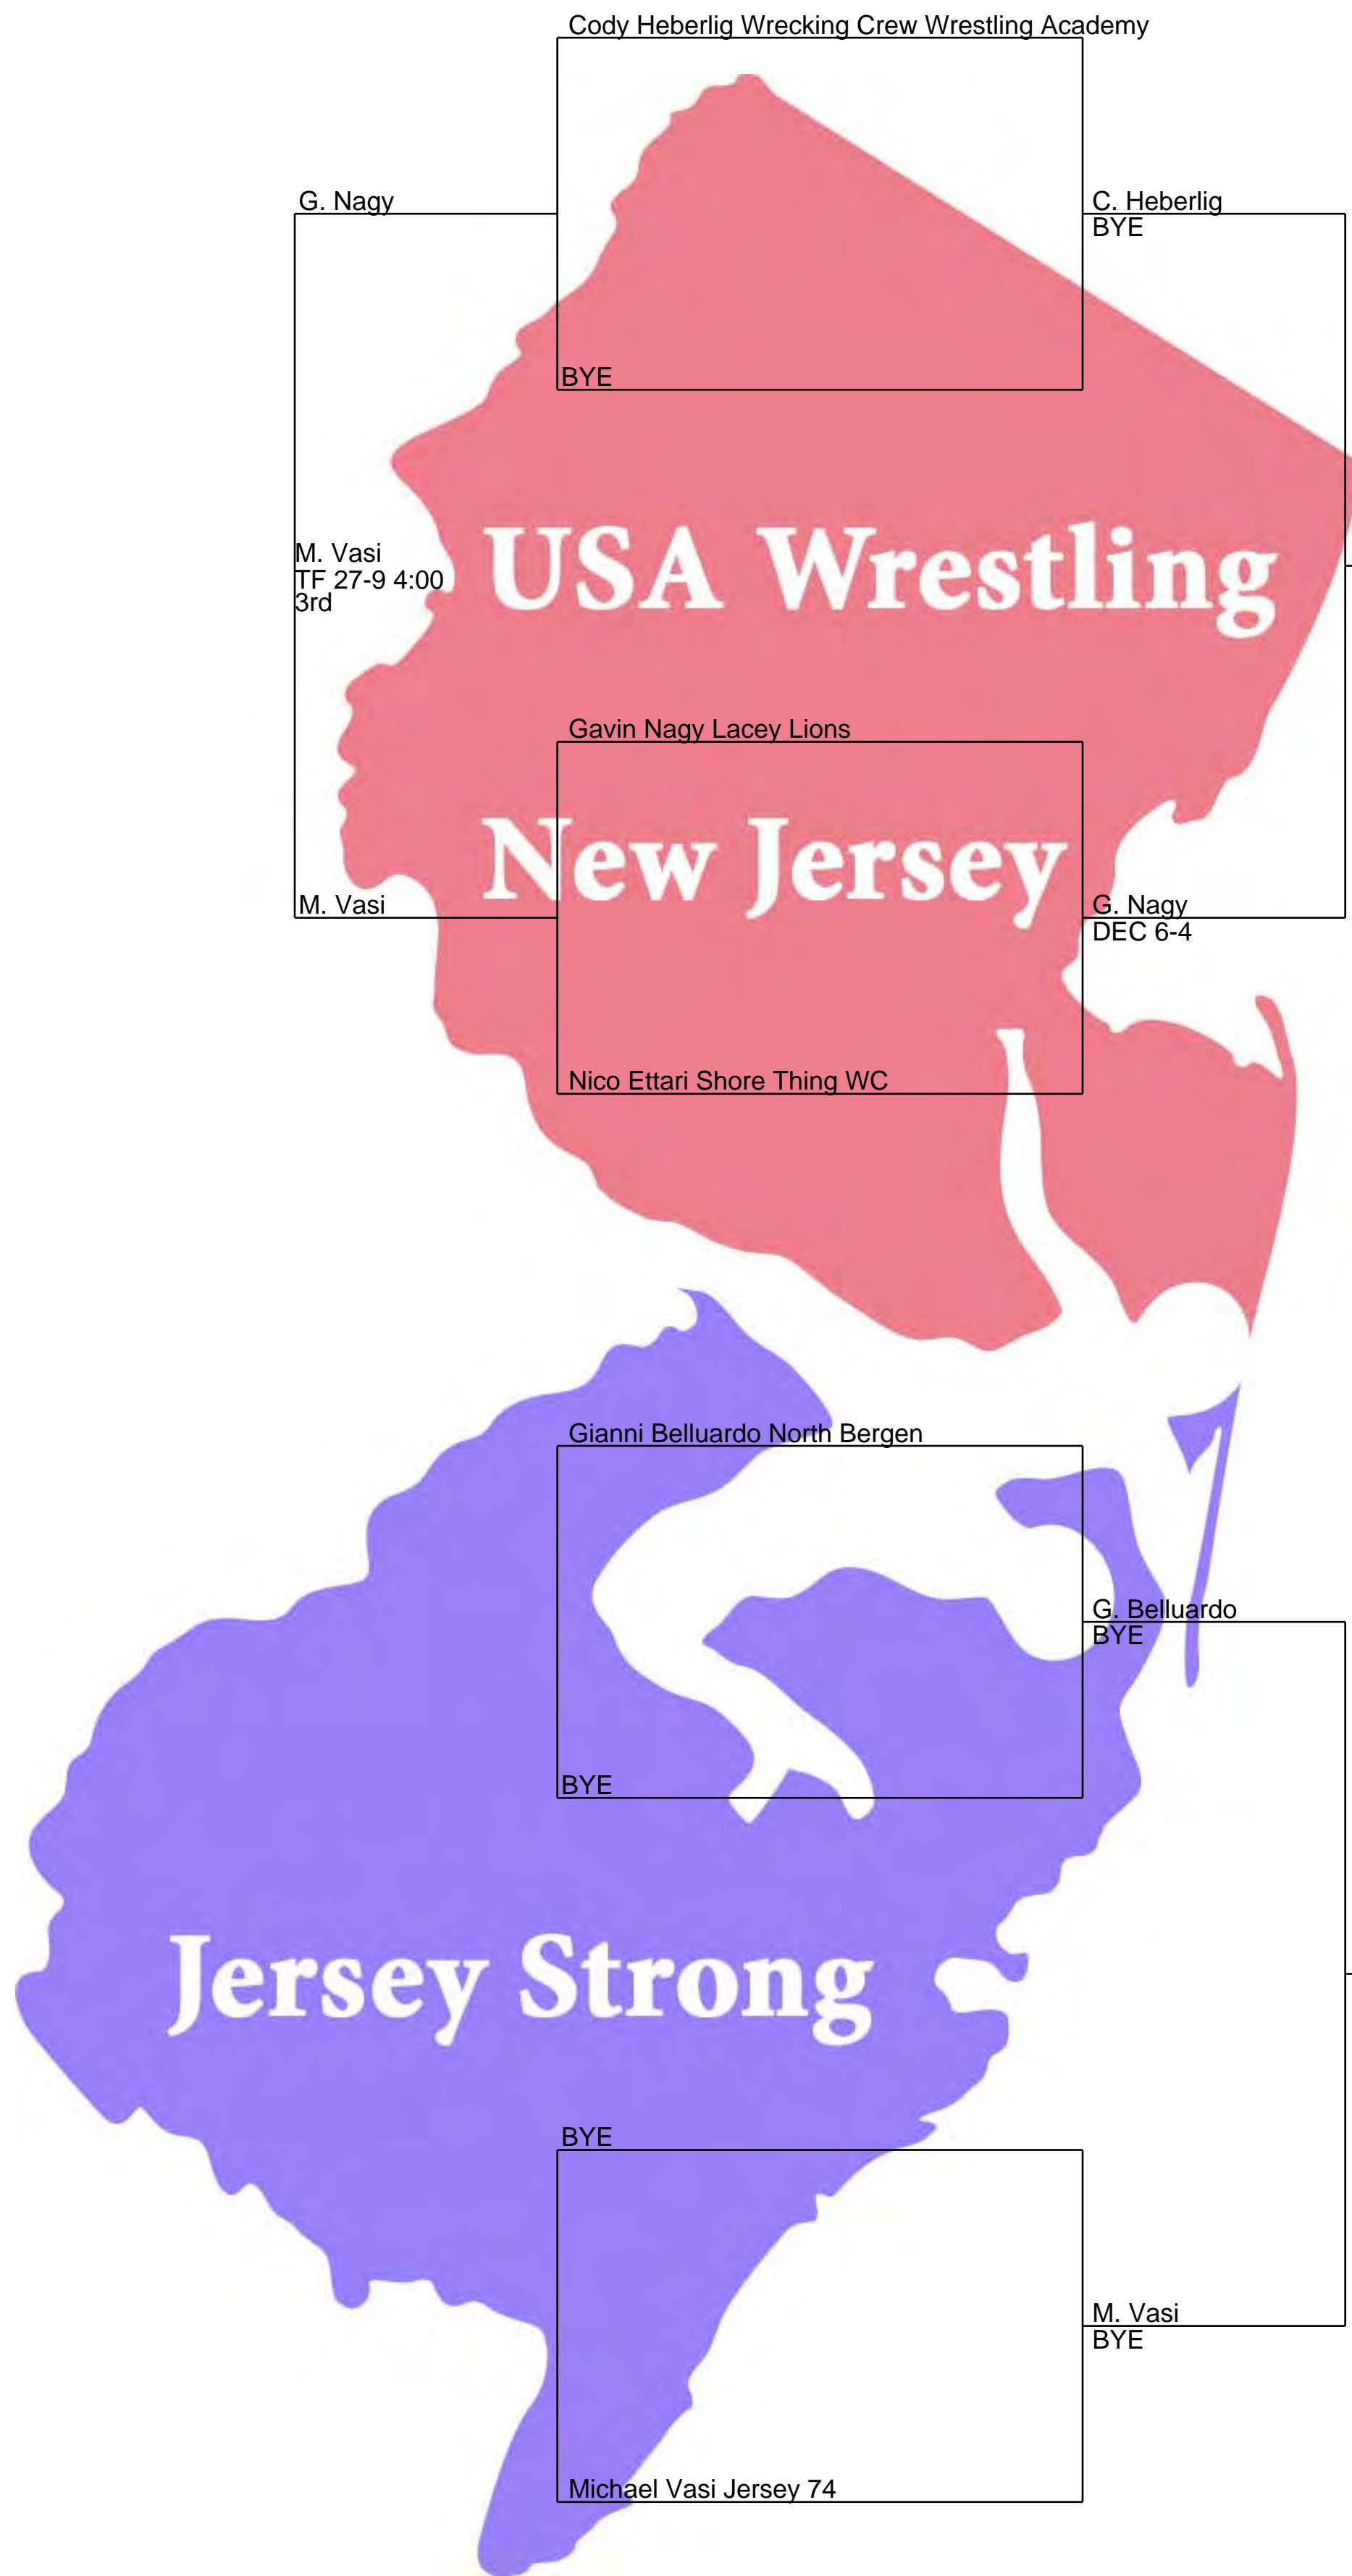 Cody Heberlig Wrecking Crew Wrestling Academy
G. Nagy
C. Heberlig
BYE
BYE
USA Wrestling
M. Vasi
TF 27-9 4:00
3rd
Gavin Nagy Lacey Lions
New Jersey
M. Vasi
G. Nagy
DEC 6-4
Nico Ettari Shore Thing WC
Gianni Belluardo North Bergen
G. Belluardo
BYE
BYE
Jersey Strong
BYE
M. Vasi
BYE
Michael Vasi Jersey 74